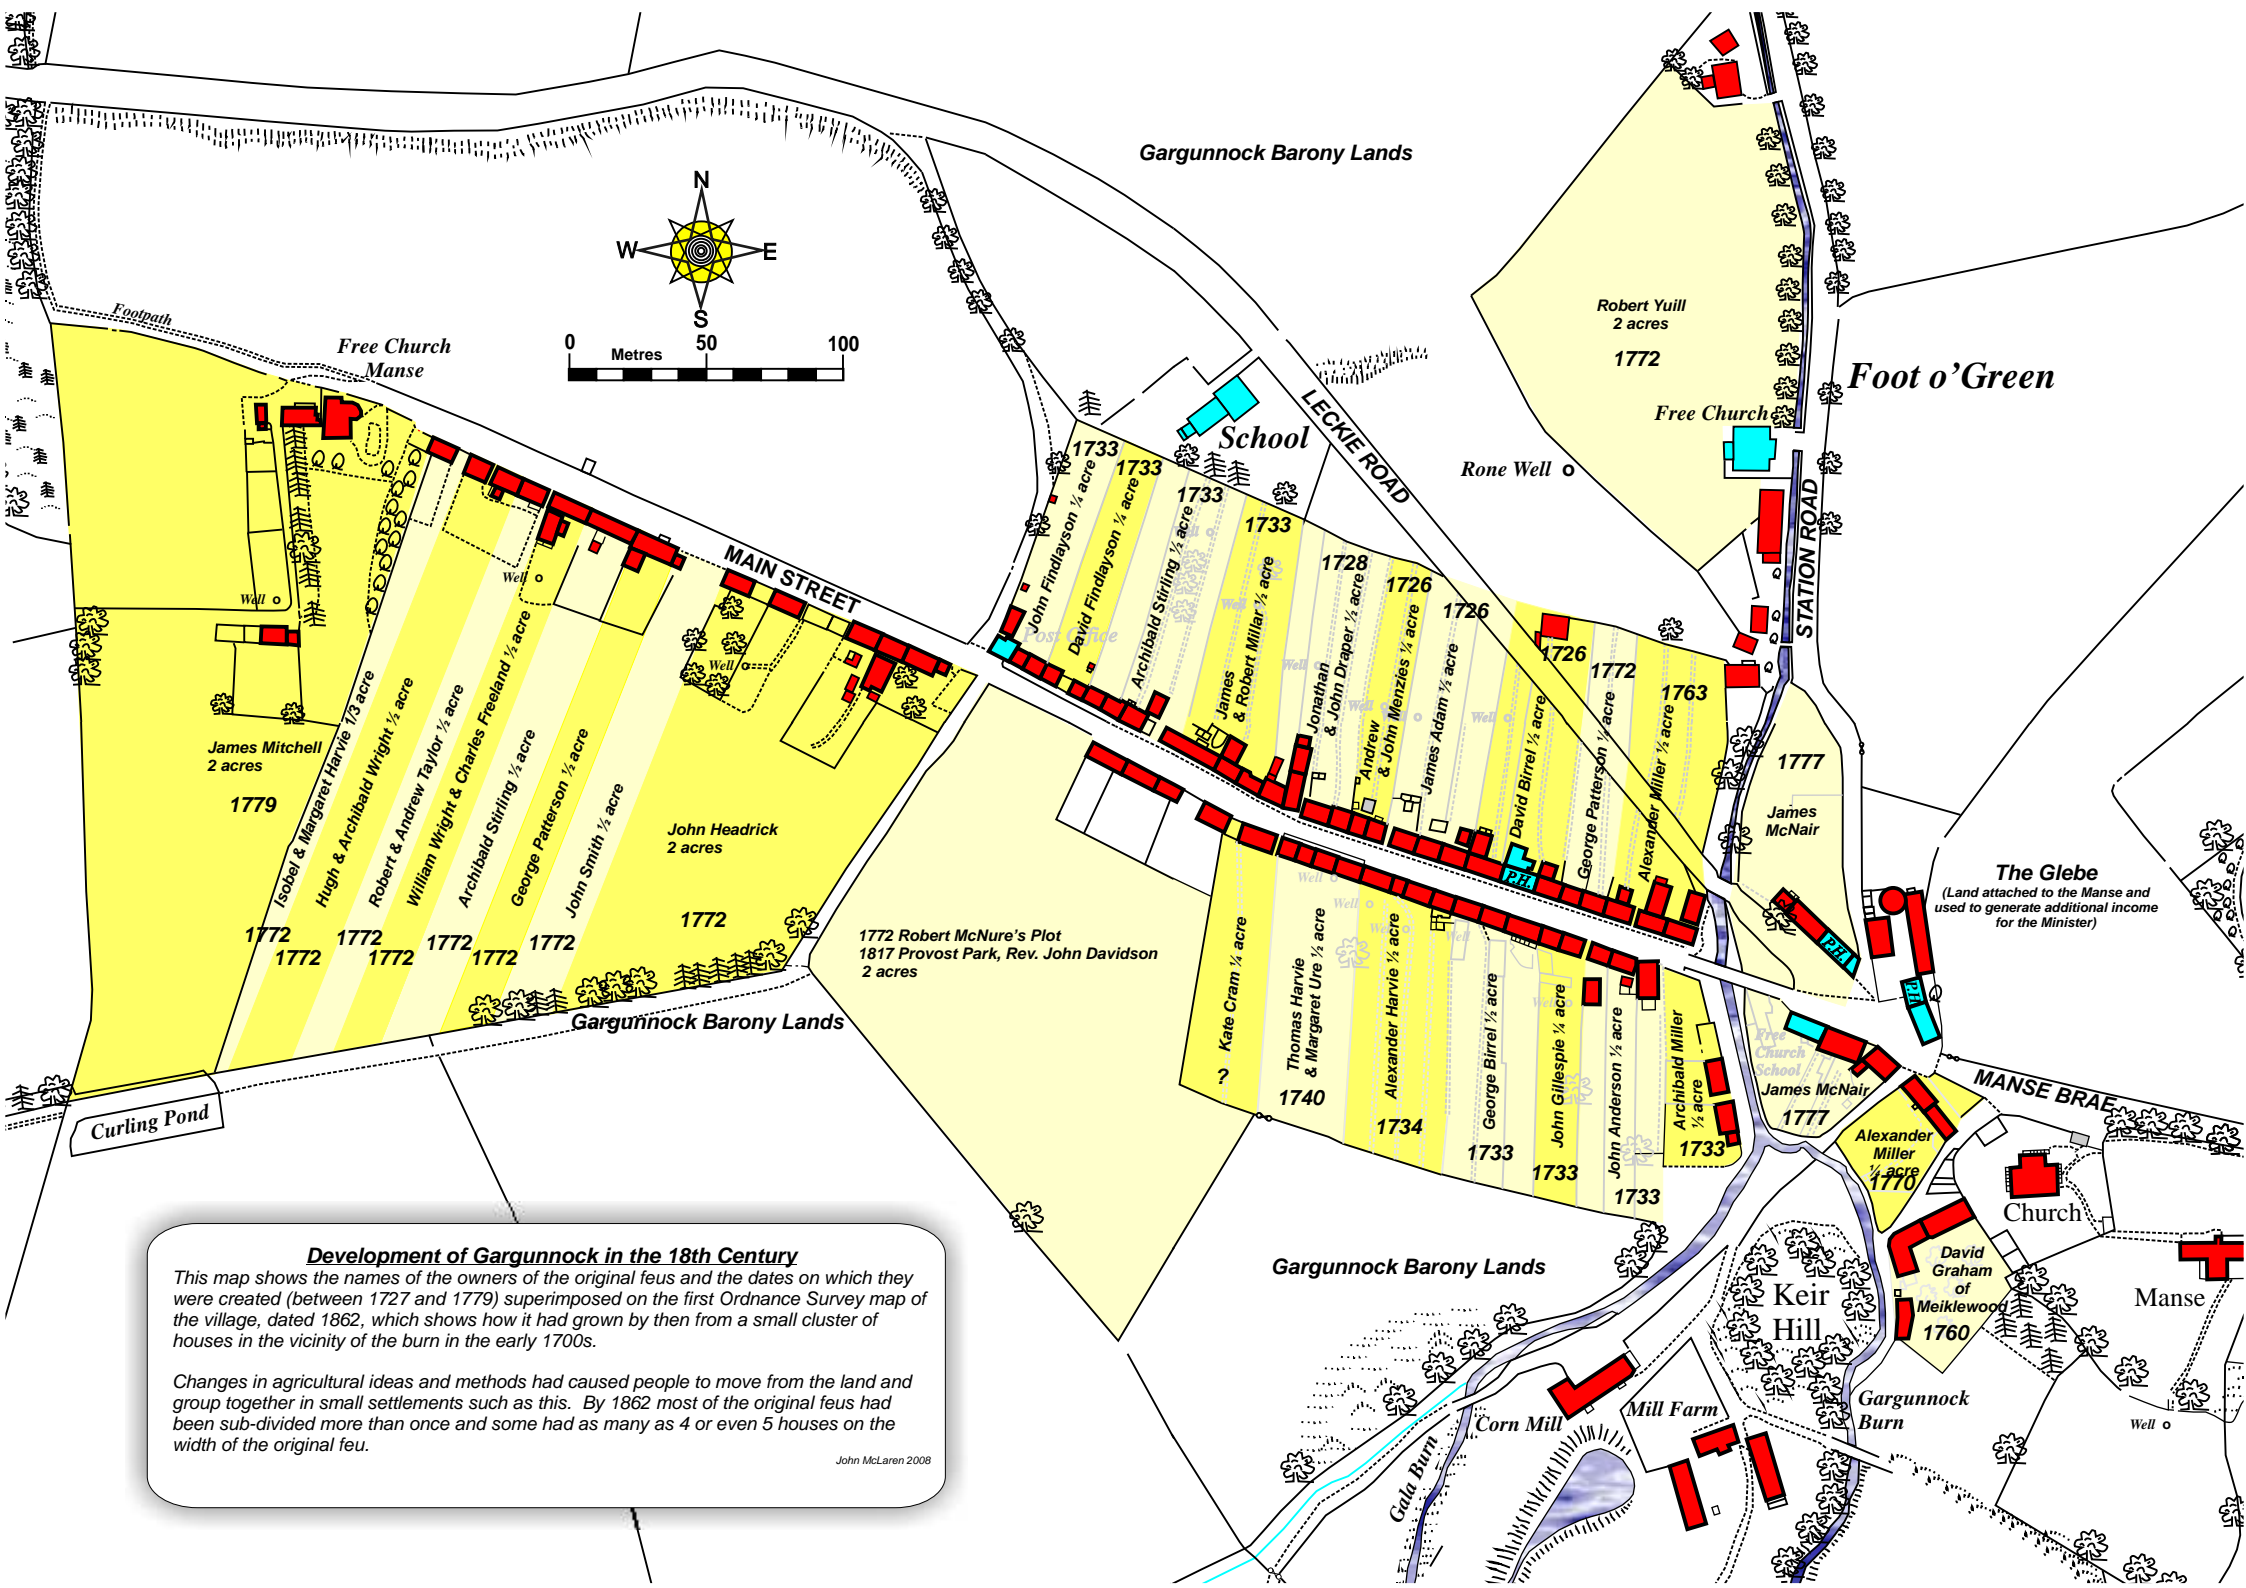 Gargunnock Barony Lands
N
W
E
S
0
50
100
Metres
Footpath
Free Church
Manse
Robert Yuill
2 acres
1772
Foot o'Green
Free Church
Rone Well
School
LECKIE ROAD
STATION ROAD
MAIN STREET
1733
John Findlayson ¼ acre
1733
David Findlayson ¼ acre
1733
Archibald Stirling ½ acre
1733
James
& Robert Millar ½ acre
1728
Jonathan
& John Draper ½ acre
1726
Andrew
& John Menzies ¼ acre
1726
James Adam ½ acre
1726
David Birrel ½ acre
1772
George Patterson ½ acre
1763
Alexander Miller ½ acre
Post Office
Well
Well
Well
Well
Well
Well
Well
Well
Well
P.H.
1777
James
McNair
P.H.
P.H.
The Glebe
(Land attached to the Manse and
used to generate additional income
for the Minister)
James Mitchell
2 acres
1779
Isobel & Margaret Harvie 1/3 acre
1772
Hugh & Archibald Wright ½ acre
1772
Robert & Andrew Taylor ½ acre
1772
William Wright & Charles Freeland ½ acre
1772
Archibald Stirling ½ acre
1772
George Patterson ½ acre
1772
John Smith ½ acre
1772
John Headrick
2 acres
1772
Gargunnock Barony Lands
Curling Pond
1772 Robert McNure's Plot
1817 Provost Park, Rev. John Davidson
2 acres
Kate Cram ¼ acre
?
Thomas Harvie
& Margaret Ure ½ acre
1740
Alexander Harvie ½ acre
1734
George Birrel ½ acre
1733
John Gillespie ¼ acre
1733
John Anderson ½ acre
1733
Archibald Miller
½ acre
1733
Well
Well
Well
Well
Well
Free
Church
School
James McNair
1777
MANSE BRAE
Alexander
Miller
¼ acre
1770
Church
David
Graham
of
Meiklewood
1760
Manse
Keir
Hill
Gargunnock
Burn
Well
Gargunnock Barony Lands
Corn Mill
Mill Farm
Gala Burn
Development of Gargunnock in the 18th Century
This map shows the names of the owners of the original feus and the dates on which they
were created (between 1727 and 1779) superimposed on the first Ordnance Survey map of
the village, dated 1862, which shows how it had grown by then from a small cluster of
houses in the vicinity of the burn in the early 1700s.
Changes in agricultural ideas and methods had caused people to move from the land and
group together in small settlements such as this.  By 1862 most of the original feus had
been sub-divided more than once and some had as many as 4 or even 5 houses on the
width of the original feu.
John McLaren 2008